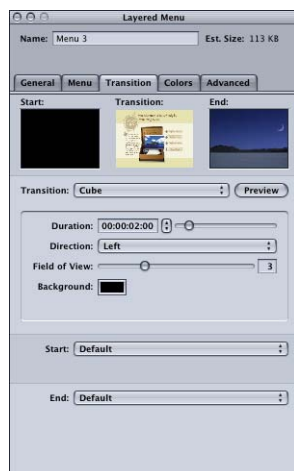 Layered Menu
Name: Menu 3 Est. Size: 113 KB
General Menu Transition Colors Advanced
Start: Transition: End:
Transition: Cube Preview
Duration: 00:00:02:00
Direction: Left
Field of View: 3
Background:
Start: Default
End: Default